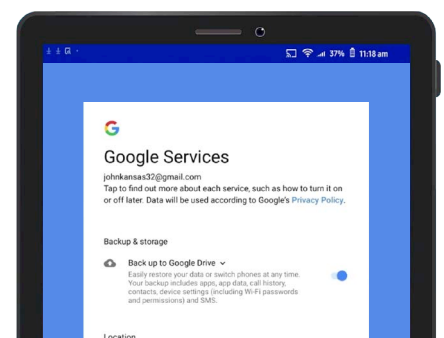 37% 11:18 am
Google Services
johnkansas32@gmail.com
Tap to find out more about each service, such as how to turn it on
or off later. Data will be used according to Google's Privacy Policy.
Backup & storage
Back up to Google Drive
Easily restore your data or switch phones at any time.
Your backup includes apps, app data, call history,
contacts, device settings (including Wi-Fi passwords
and permissions) and SMS.
Location